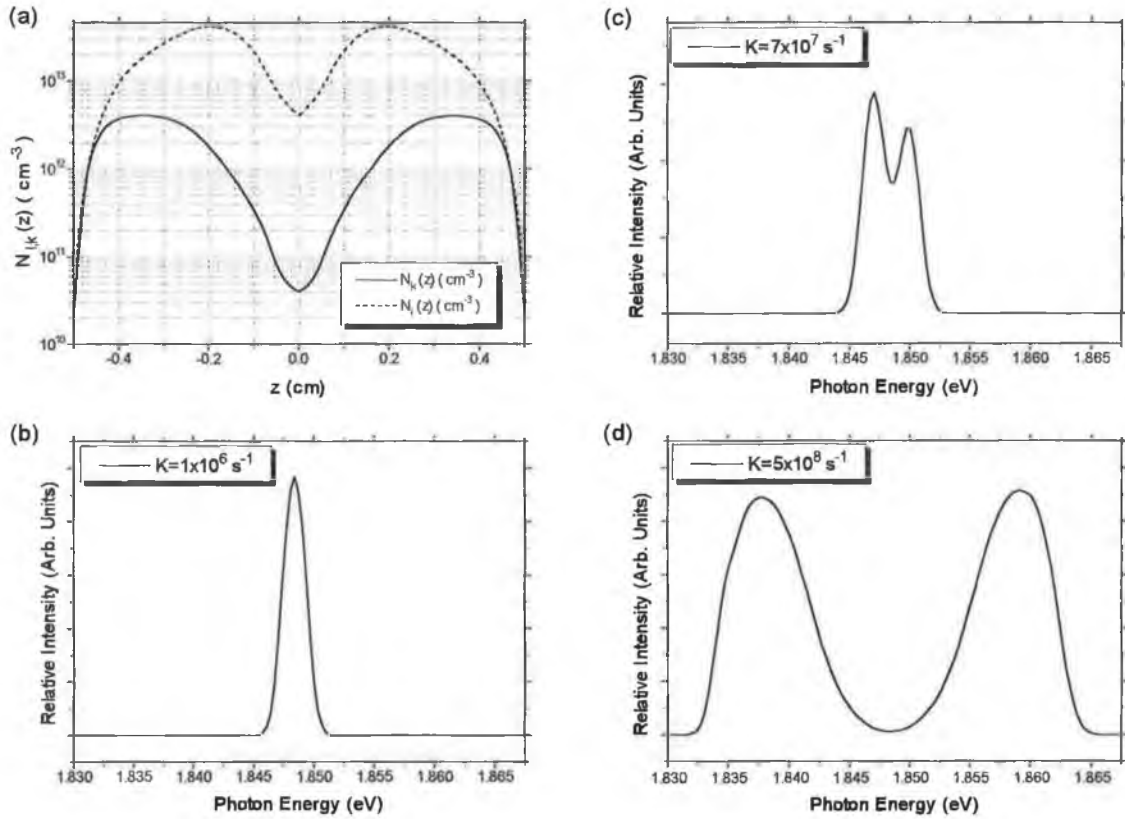 (a)
N_i,k (z) ( cm⁻³ )
10¹³
10¹²
10¹¹
10¹⁰
N_k (z) ( cm⁻³)
N_i (z) ( cm⁻³)
-0.4 -0.2 0.0 0.2 0.4
z (cm)
(c)
K=7x10⁷ s⁻¹
Relative Intensity (Arb. Units)
1.830 1.835 1.840 1.845 1.850 1.855 1.860 1.865
Photon Energy (eV)
(b)
K=1x10⁶ s⁻¹
Relative Intensity (Arb. Units)
1.830 1.835 1.840 1.845 1.850 1.855 1.860 1.865
Photon Energy (eV)
(d)
K=5x10⁸ s⁻¹
Relative Intensity (Arb. Units)
1.830 1.835 1.840 1.845 1.850 1.855 1.860 1.865
Photon Energy (eV)